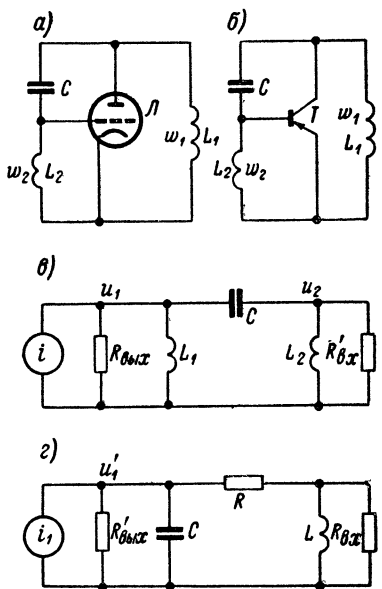 а)
б)
C
Л
w₁ L₁
w₂ L₂
C
T
w₁
L₁
L₂ w₂
в)
u₁
u₂
i
Rвых
L₁
C
L₂
R'вх
г)
u'₁
i₁
R'вых
C
R
L
Rвх